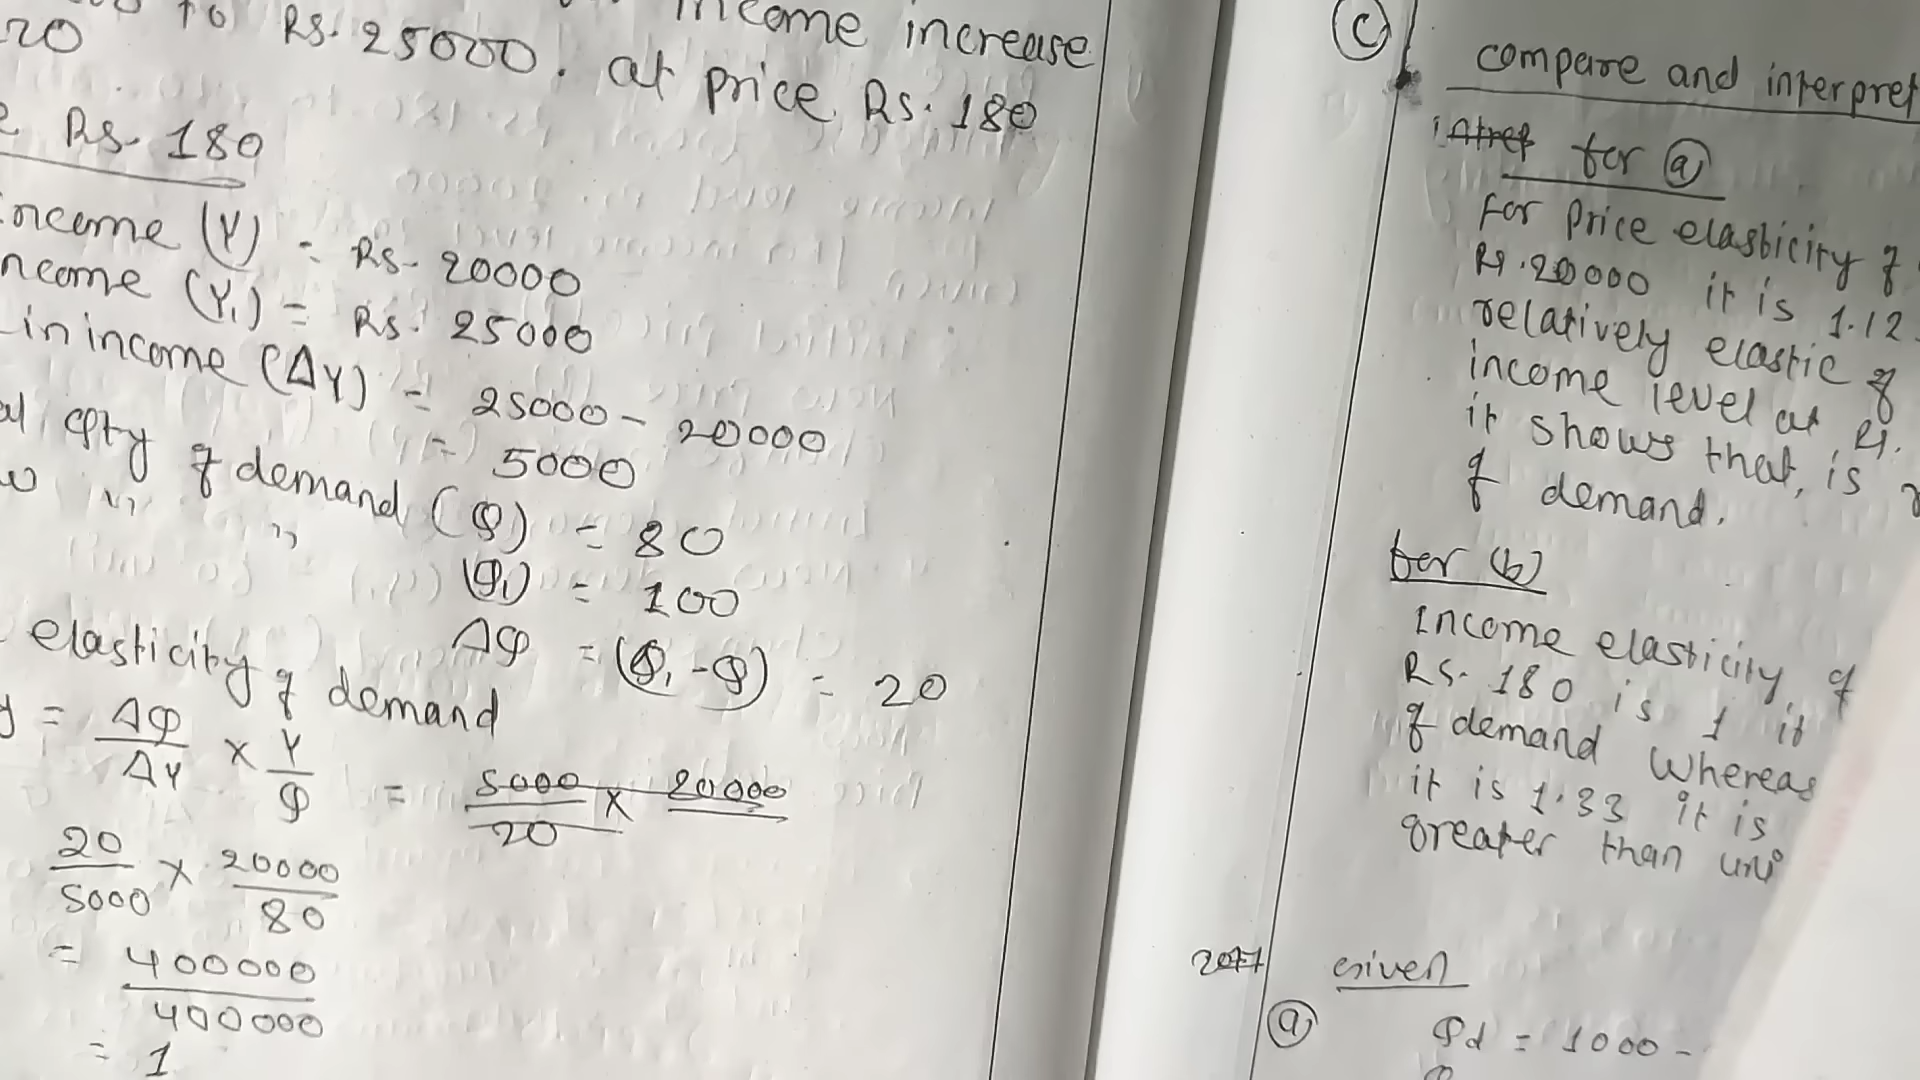 to Rs. 25000. income increase
20 at price Rs. 180
Rs. 180
income (Y) = Rs. 20000
ncome (Y1) = Rs. 25000
in income (ΔY) = 25000 - 20000
= 5000
qty of demand (Q) = 80
" " (Q1) = 100
ΔQ = (Q1 - Q) = 20
elasticity of demand
y = ΔQ/ΔY × Y/Q = 5000/20 × 20000
20/5000 × 20000/80
= 400000/400000
= 1
(C)
compare and interpret
for (a)
For price elasticity of
Rs. 20000 it is 1.12
relatively elastic of
income level at Rs.
it shows that, is
of demand.
for (b)
Income elasticity of
Rs. 180 is 1 it
of demand whereas
it is 1.33 it is
greater than uni
2077 Given
(a) Qd = 1000 -